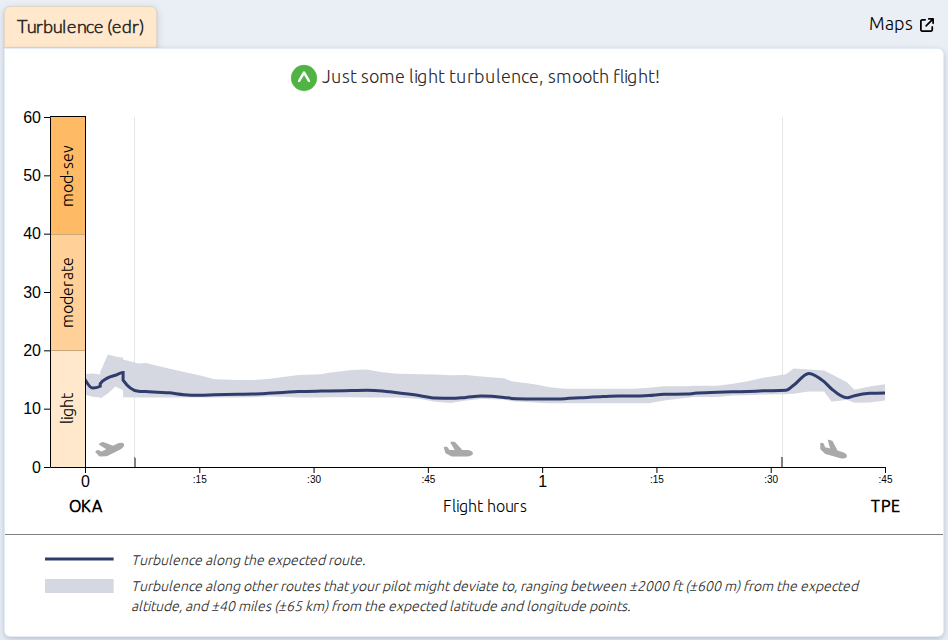 Turbulence (edr)
Maps
Just some light turbulence, smooth flight!
60
50
40
30
20
10
0
mod-sev
moderate
light
0 :15 :30 :45 1 :15 :30 :45
OKA Flight hours TPE
Turbulence along the expected route.
Turbulence along other routes that your pilot might deviate to, ranging between ±2000 ft (±600 m) from the expected
altitude, and ±40 miles (±65 km) from the expected latitude and longitude points.